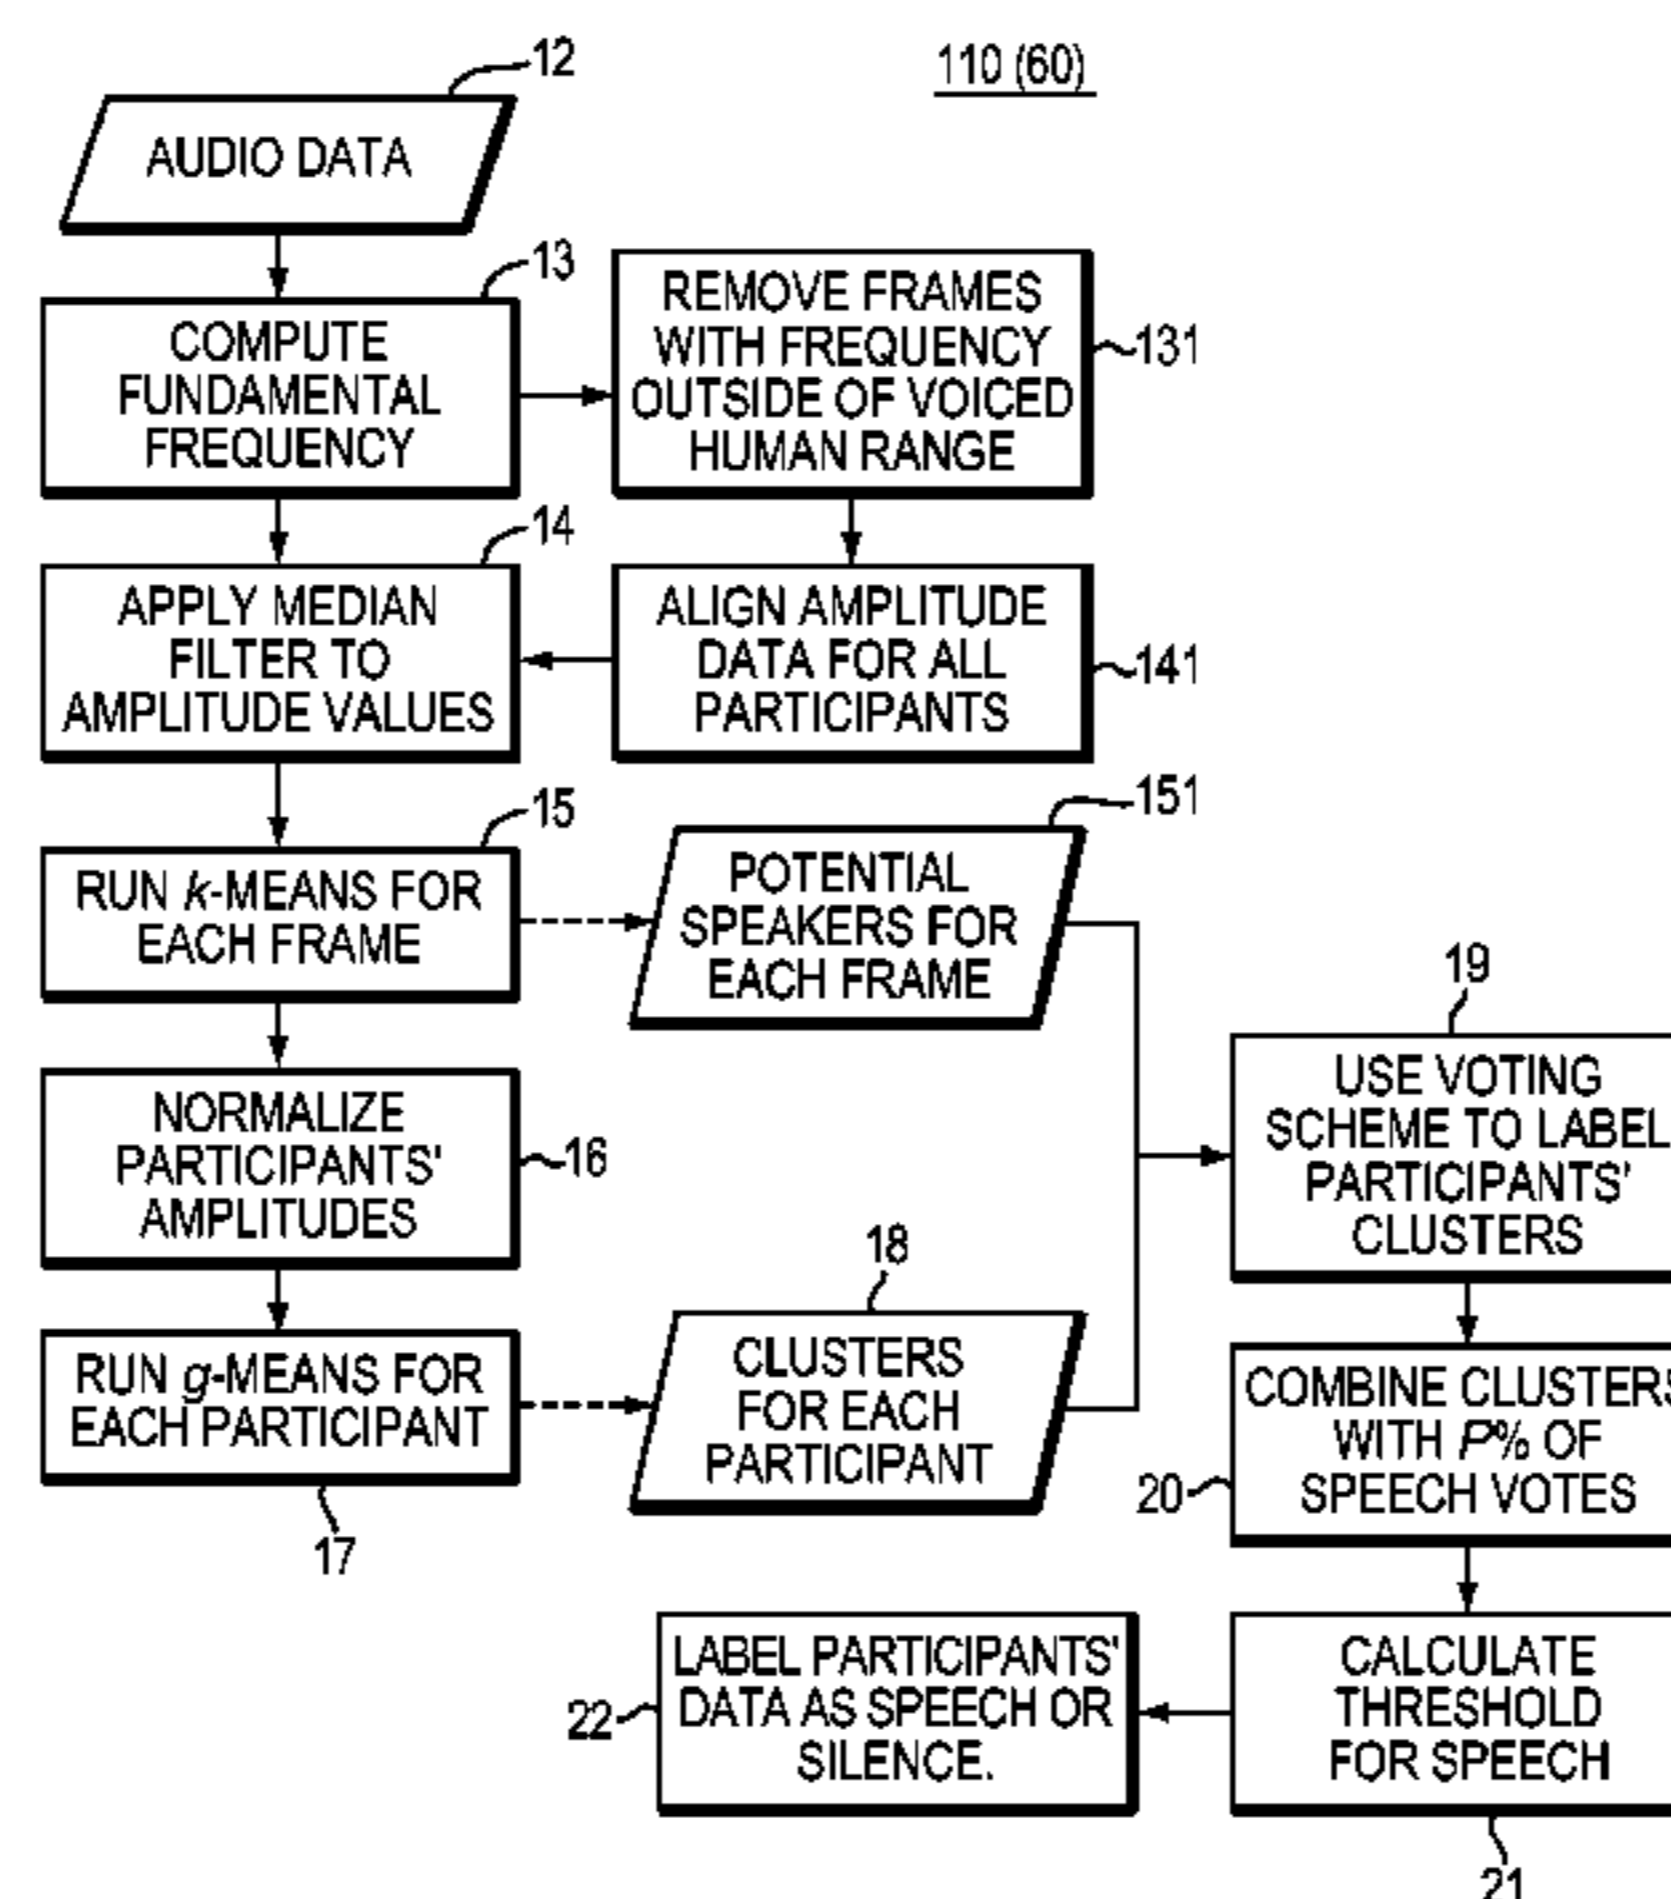 110 (60)
12
AUDIO DATA
13
COMPUTE
FUNDAMENTAL
FREQUENCY
REMOVE FRAMES
WITH FREQUENCY
OUTSIDE OF VOICED
HUMAN RANGE
131
14
APPLY MEDIAN
FILTER TO
AMPLITUDE VALUES
ALIGN AMPLITUDE
DATA FOR ALL
PARTICIPANTS
141
15
RUN k-MEANS FOR
EACH FRAME
151
POTENTIAL
SPEAKERS FOR
EACH FRAME
NORMALIZE
PARTICIPANTS'
AMPLITUDES
16
RUN g-MEANS FOR
EACH PARTICIPANT
17
18
CLUSTERS
FOR EACH
PARTICIPANT
19
USE VOTING
SCHEME TO LABEL
PARTICIPANTS'
CLUSTERS
COMBINE CLUSTERS
WITH P% OF
SPEECH VOTES
20
CALCULATE
THRESHOLD
FOR SPEECH
21
LABEL PARTICIPANTS'
DATA AS SPEECH OR
SILENCE.
22